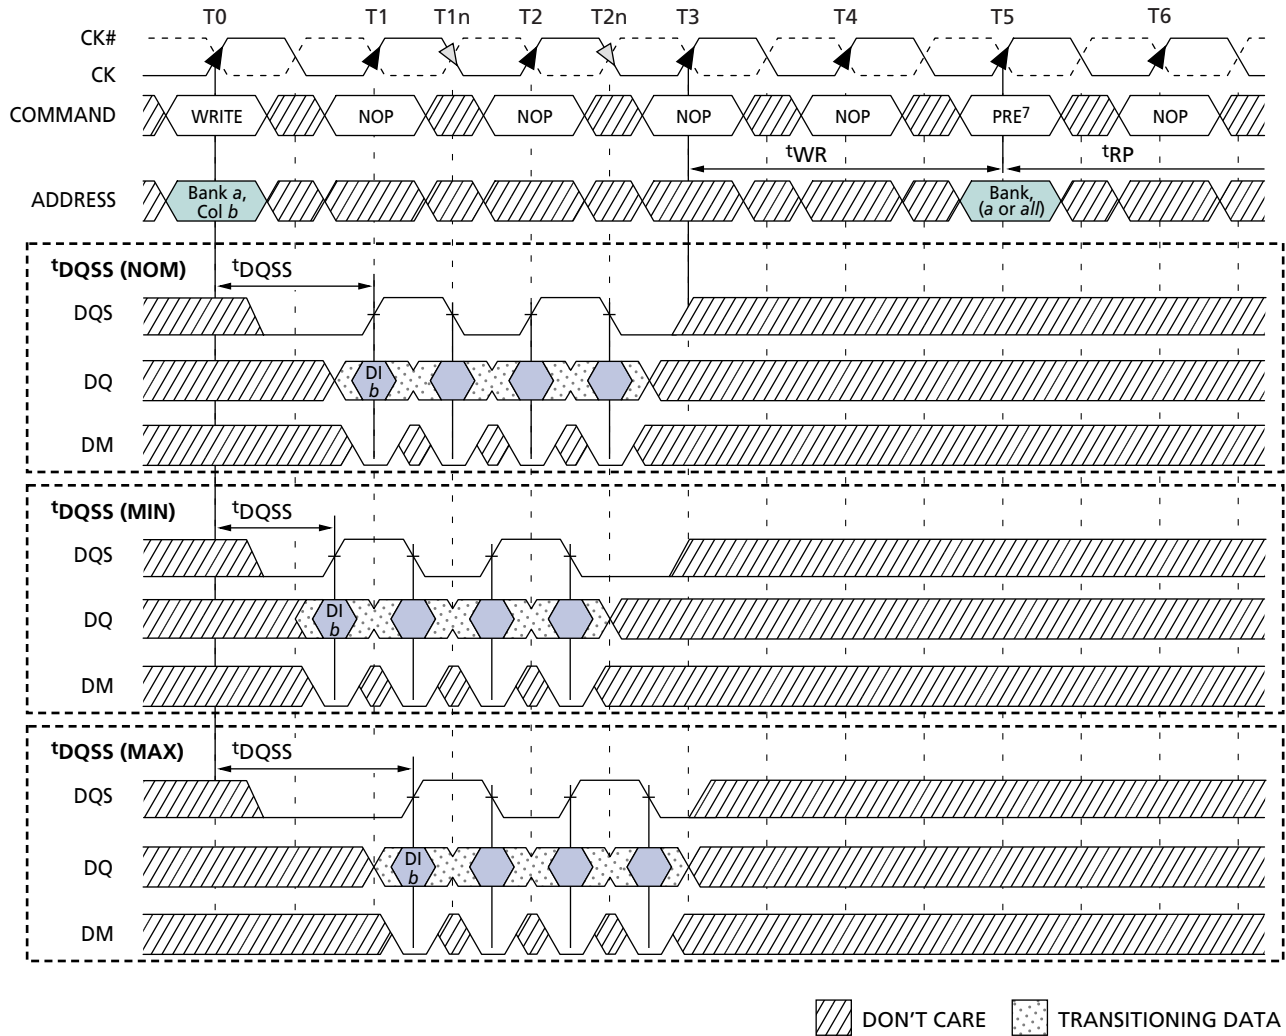 T0 T1 T1n T2 T2n T3 T4 T5 T6
CK#
CK
COMMAND WRITE NOP NOP NOP NOP PRE7 NOP
tWR tRP
ADDRESS Bank a, Col b Bank, (a or all)
tDQSS (NOM) tDQSS
DQS
DQ DI b
DM
tDQSS (MIN) tDQSS
DQS
DQ DI b
DM
tDQSS (MAX) tDQSS
DQS
DQ DI b
DM
DON'T CARE TRANSITIONING DATA